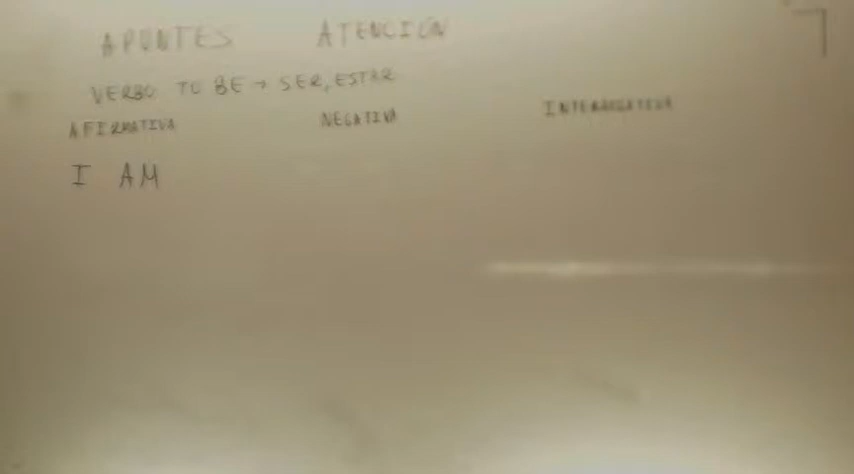 APUNTES ATENCIÓN
VERBO TO BE → SER, ESTAR
AFIRMATIVA NEGATIVA INTERROGATIVA
I AM